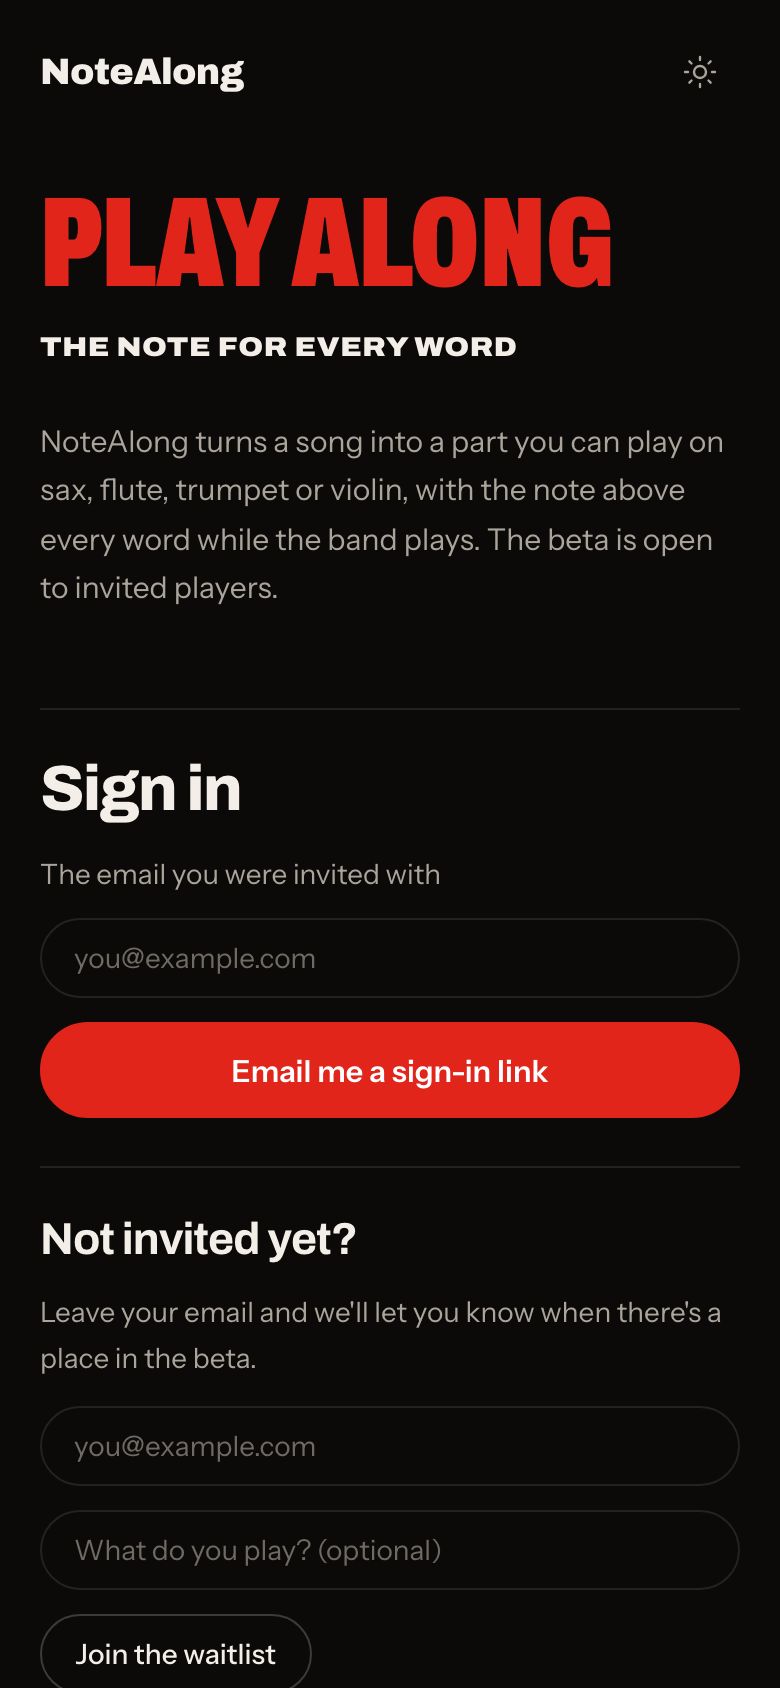 NoteAlong
PLAY ALONG
THE NOTE FOR EVERY WORD
NoteAlong turns a song into a part you can play on
sax, flute, trumpet or violin, with the note above
every word while the band plays. The beta is open
to invited players.
Sign in
The email you were invited with
you@example.com
Email me a sign-in link
Not invited yet?
Leave your email and we'll let you know when there's a
place in the beta.
you@example.com
What do you play? (optional)
Join the waitlist